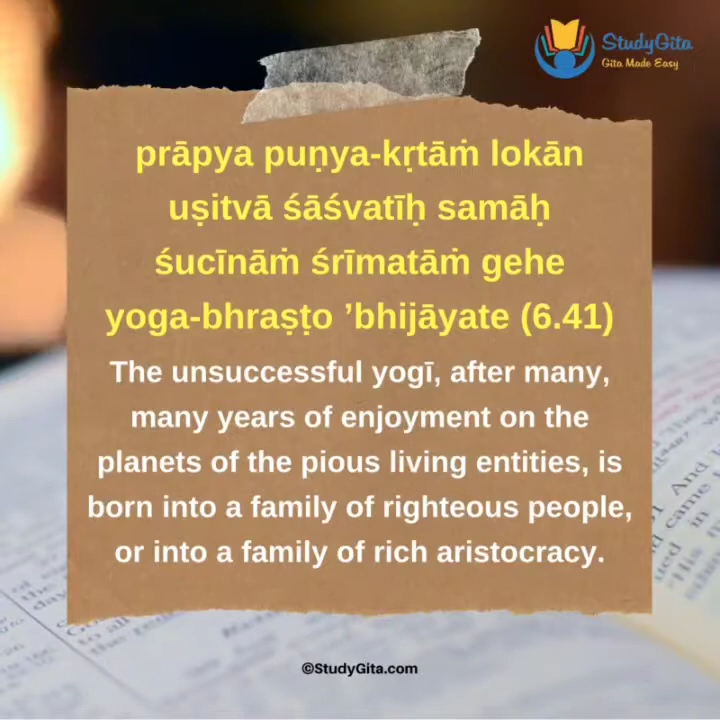 StudyGita
Gita Made Easy
prāpya puṇya-kṛtāṁ lokān
uṣitvā śāśvatīḥ samāḥ
śucīnāṁ śrīmatāṁ gehe
yoga-bhraṣṭo ’bhijāyate (6.41)
The unsuccessful yogī, after many,
many years of enjoyment on the
planets of the pious living entities, is
born into a family of righteous people,
or into a family of rich aristocracy.
©StudyGita.com